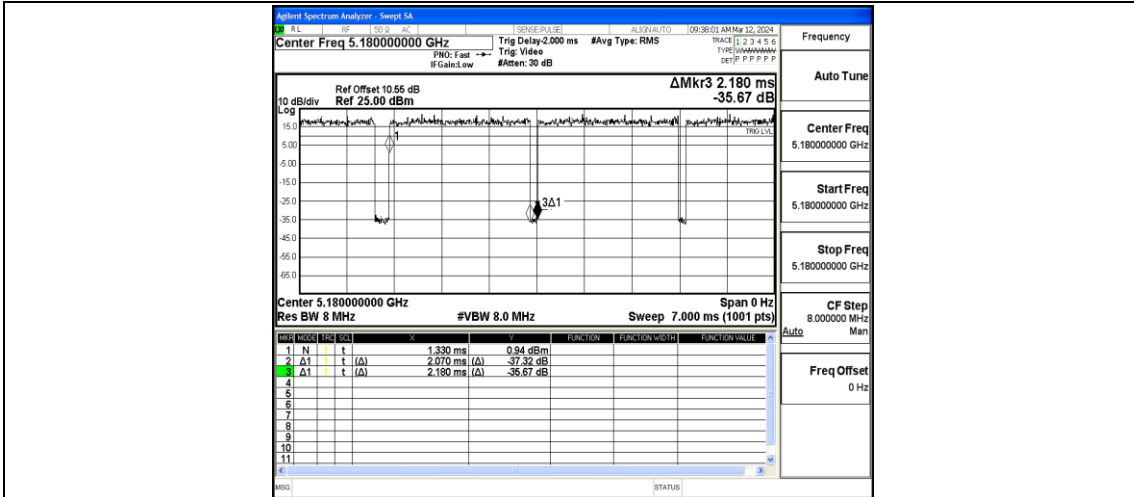 Agilent Spectrum Analyzer - Swept SA
RL RF 50 Ω AC SENSE:PULSE ALIGN AUTO 09:38:01 AM Mar 12, 2024
Center Freq 5.180000000 GHz
PNO: Fast
IFGain:Low
Trig Delay-2.000 ms
Trig: Video
#Atten: 30 dB
#Avg Type: RMS
TRACE 1 2 3 4 5 6
TYPE
DET P P P P P P
ΔMkr3 2.180 ms
-35.67 dB
Ref Offset 10.55 dB
10 dB/div Ref 25.00 dBm
Log
15.0
5.00
-5.00
-15.0
-25.0
-35.0
-45.0
-55.0
-65.0
1
3Δ1
TRIG LVL
Center 5.180000000 GHz Span 0 Hz
Res BW 8 MHz #VBW 8.0 MHz Sweep 7.000 ms (1001 pts)
MKR MODE TRC SCL X Y FUNCTION FUNCTION WIDTH FUNCTION VALUE
1 N 1 t 1.330 ms 0.94 dBm
2 Δ1 1 t (Δ) 2.070 ms (Δ) -37.32 dB
3 Δ1 1 t (Δ) 2.180 ms (Δ) -35.67 dB
4
5
6
7
8
9
10
11
MSG STATUS
Frequency
Auto Tune
Center Freq
5.180000000 GHz
Start Freq
5.180000000 GHz
Stop Freq
5.180000000 GHz
CF Step
8.000000 MHz
Auto Man
Freq Offset
0 Hz